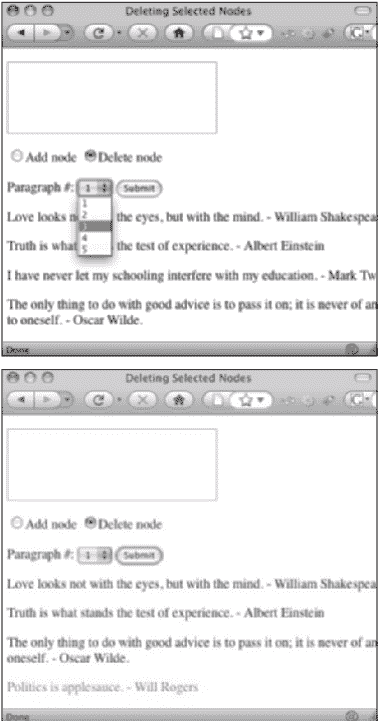 Deleting Selected Nodes
Add node Delete node
Paragraph #: 1 Submit
1
2
3
4
5
Love looks n the eyes, but with the mind. - William Shakespea
Truth is what the test of experience. - Albert Einstein
I have never let my schooling interfere with my education. - Mark Tw
The only thing to do with good advice is to pass it on; it is never of an
to oneself. - Oscar Wilde.
Done
Deleting Selected Nodes
Add node Delete node
Paragraph #: 1 Submit
Love looks not with the eyes, but with the mind. - William Shakespea
Truth is what stands the test of experience. - Albert Einstein
The only thing to do with good advice is to pass it on; it is never of an
oneself. - Oscar Wilde.
Politics is applesauce. - Will Rogers
Done